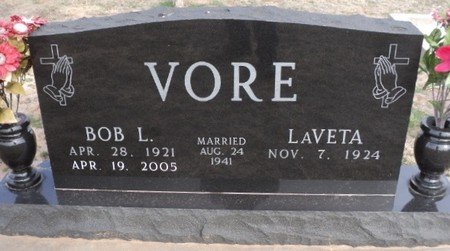 VORE
BOB L.
APR. 28, 1921
APR. 19, 2005
MARRIED
AUG. 24
1941
LAVETA
NOV. 7, 1924